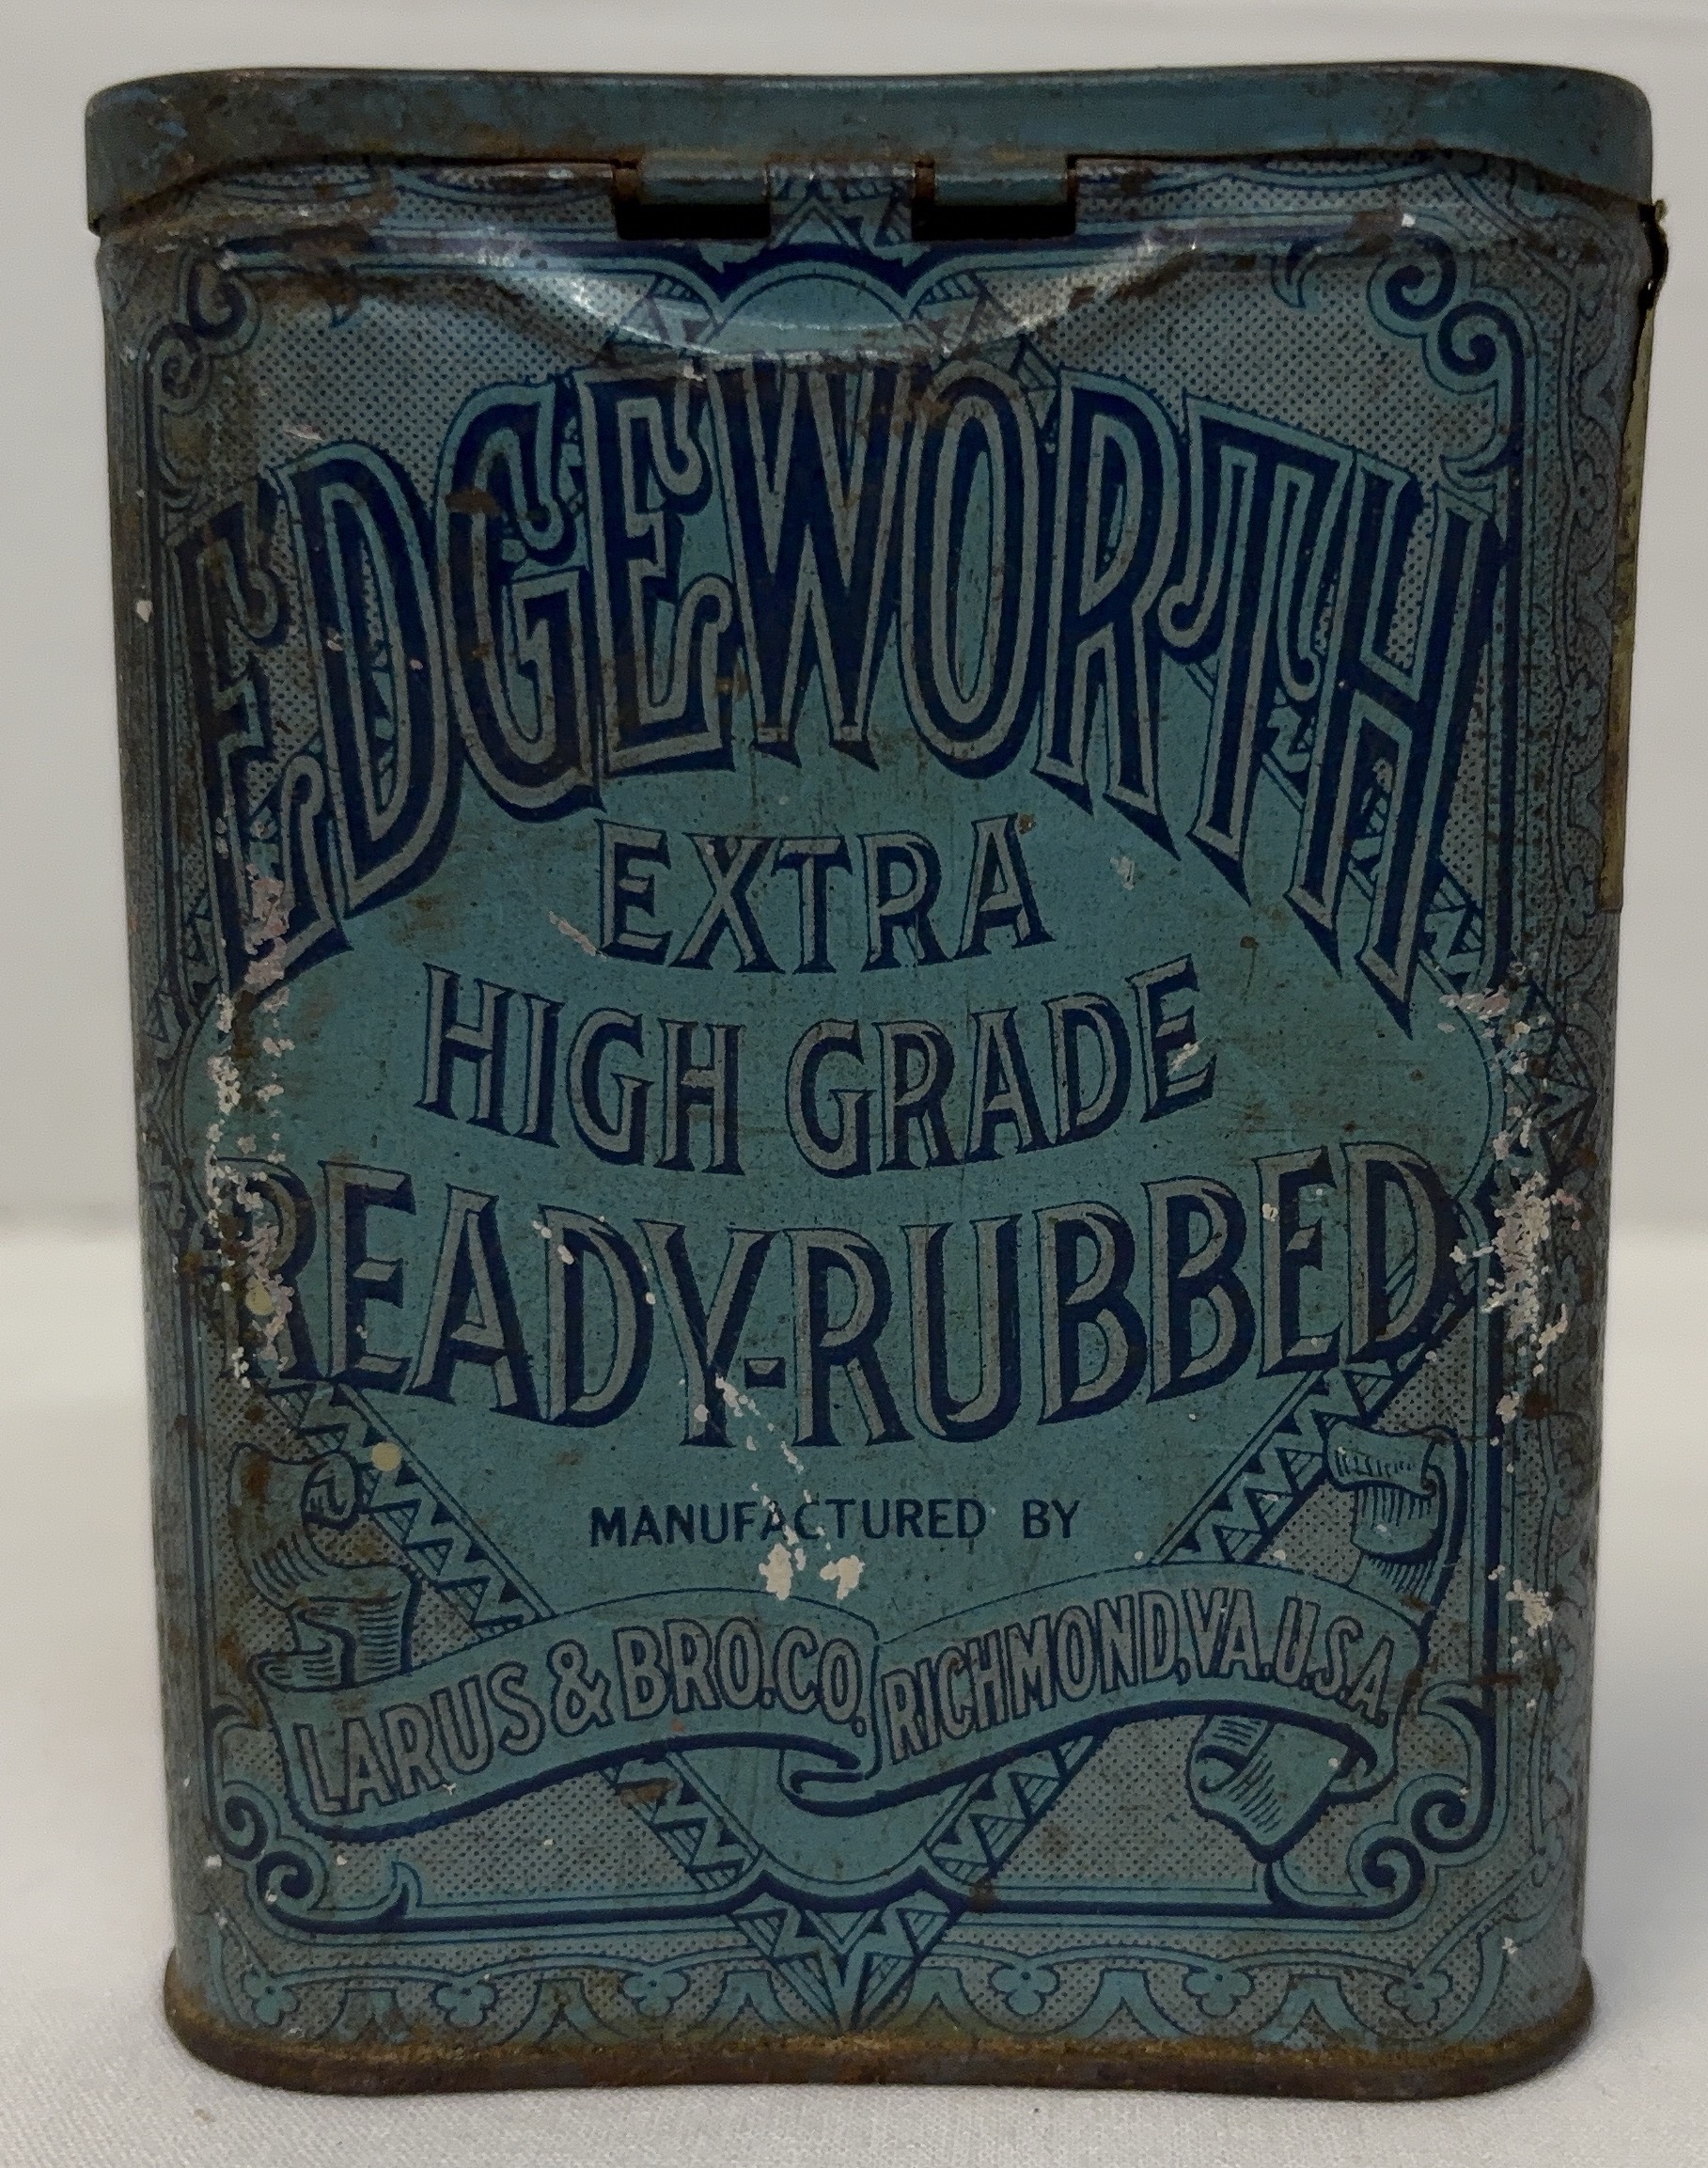 EDGEWORTH
EXTRA
HIGH GRADE
READY-RUBBED
MANUFACTURED BY
LARUS & BRO. CO. RICHMOND, VA. U.S.A.